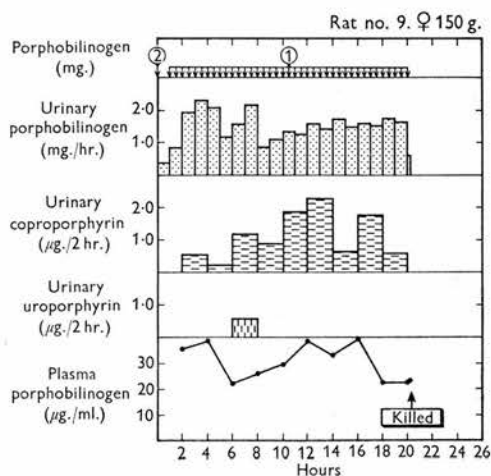 Rat no. 9. ♀ 150 g.
Porphobilinogen
(mg.)
② ①
Urinary
porphobilinogen
(mg./hr.)
2·0
1·0
Urinary
coproporphyrin
(µg./2 hr.)
2·0
1·0
Urinary
uroporphyrin
(µg./2 hr.)
1·0
Plasma
porphobilinogen
(µg./ml.)
30
20
10
Killed
2 4 6 8 10 12 14 16 18 20 22 24 26
Hours